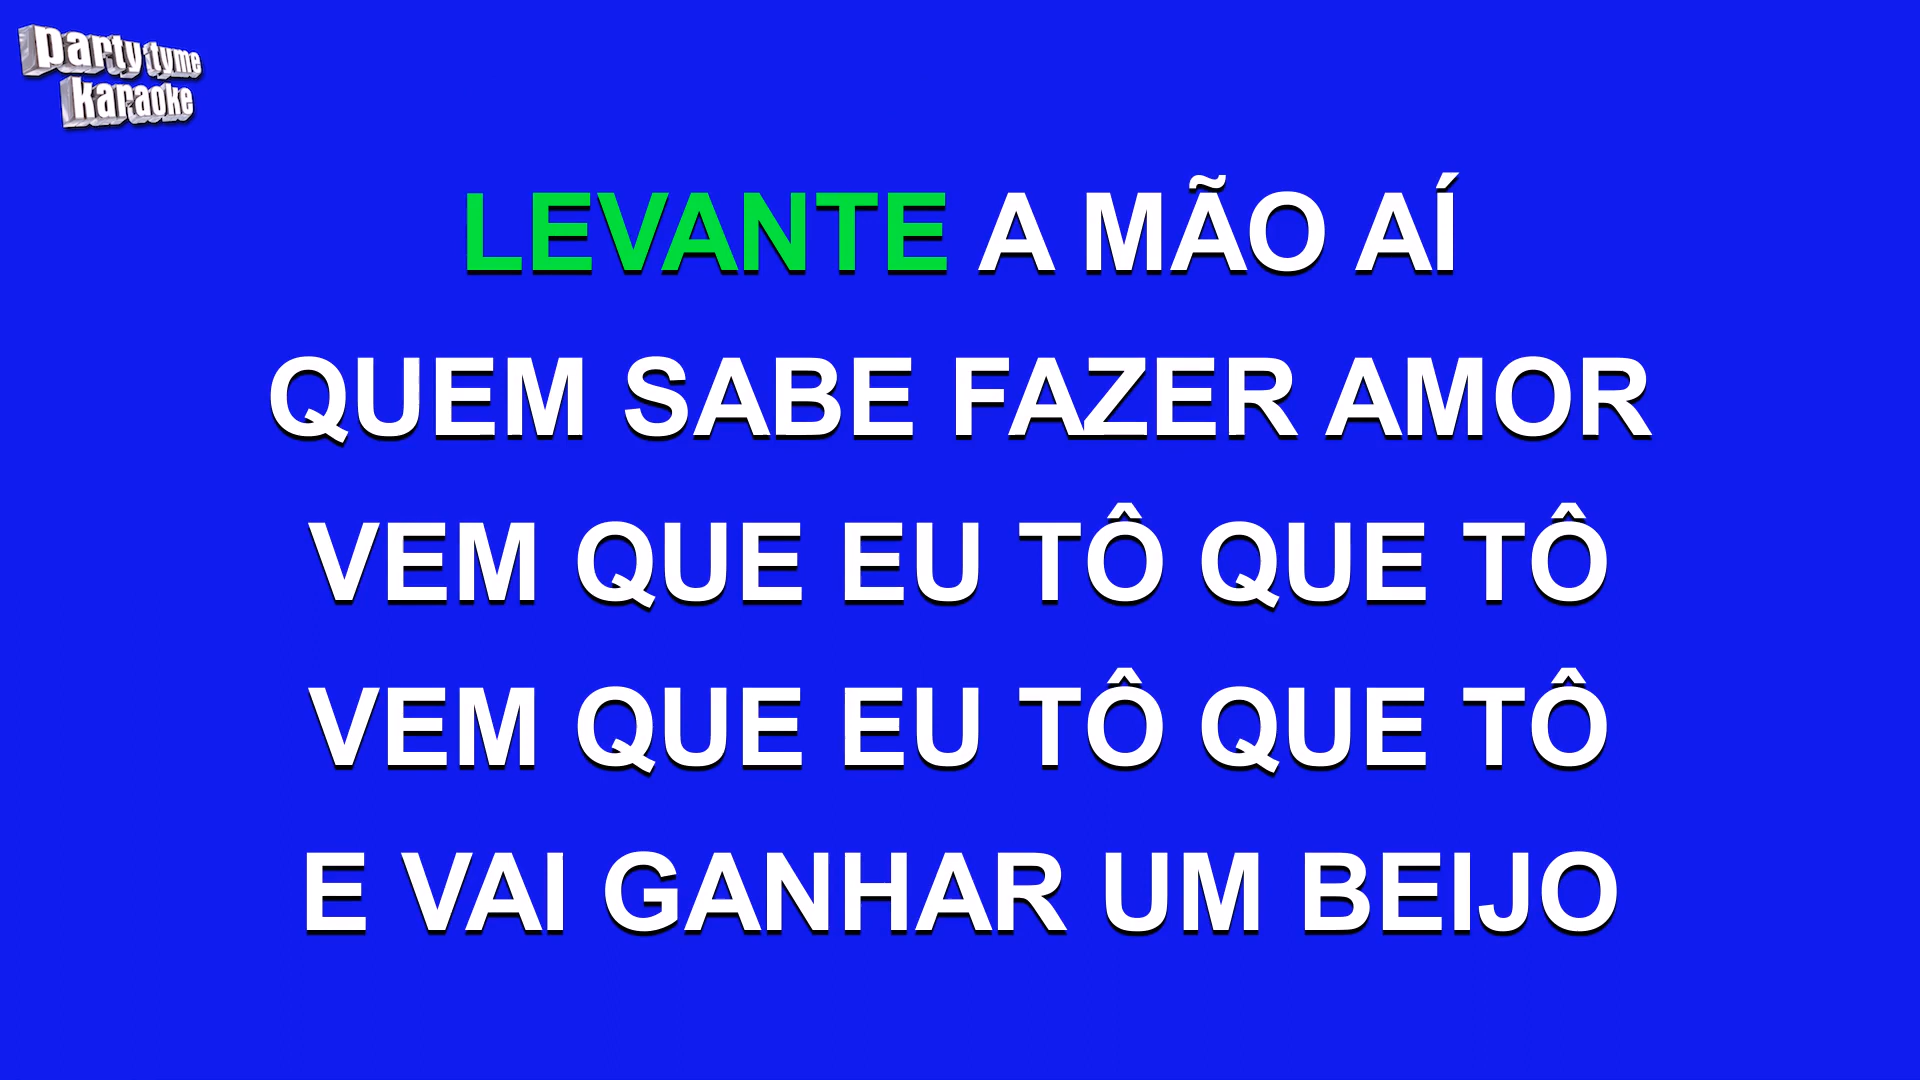 party tyme
karaoke
LEVANTE A MÃO AÍ
QUEM SABE FAZER AMOR
VEM QUE EU TÔ QUE TÔ
VEM QUE EU TÔ QUE TÔ
E VAI GANHAR UM BEIJO